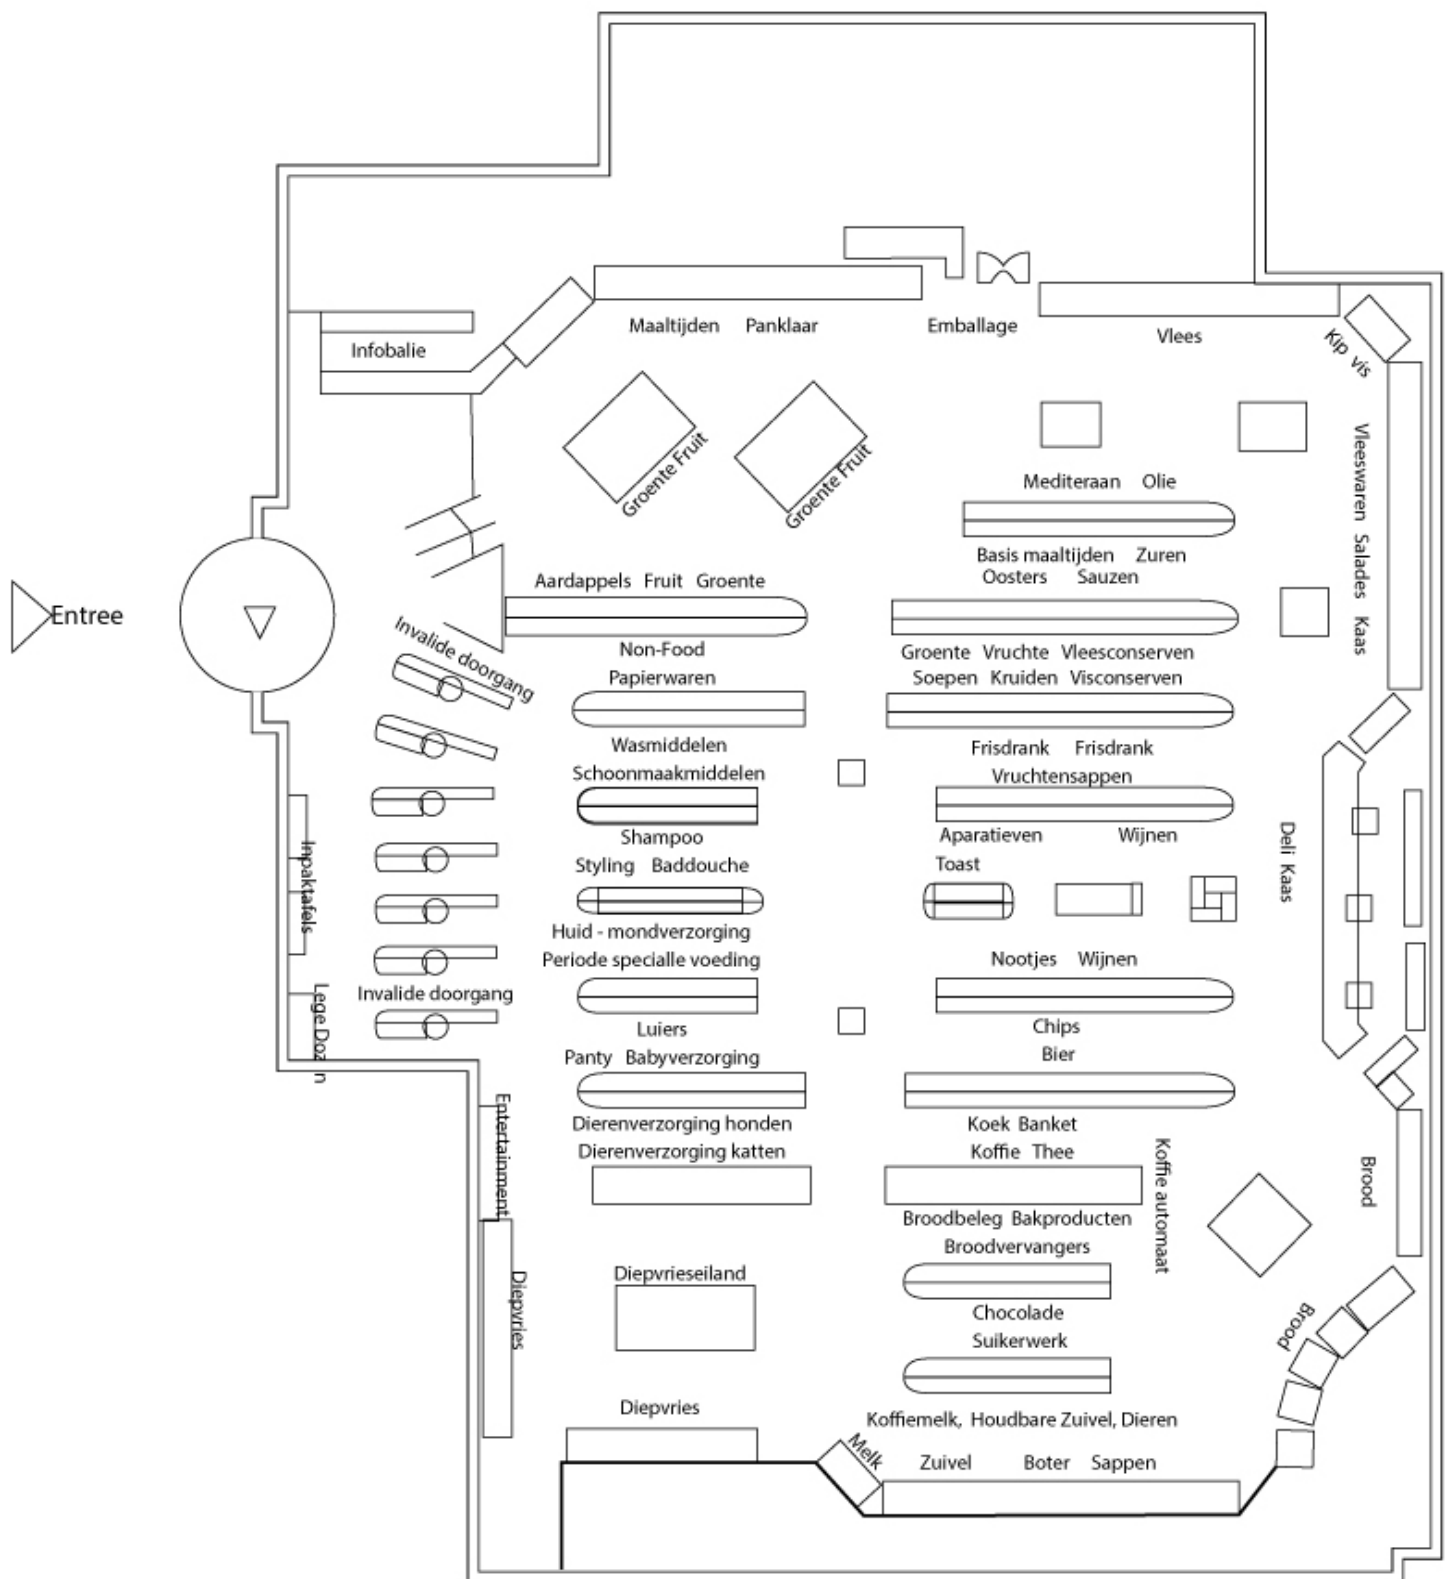 Maaltijden Panklaar
Emballage
Vlees
Kip vis
Infobalie
Groente Fruit
Groente Fruit
Vleeswaren Salades Kaas
Mediteraan Olie
Basis maaltijden Zuren
Oosters Sauzen
Aardappels Fruit Groente
Entree
Invalide doorgang
Non-Food
Papierwaren
Groente Vruchte Vleesconserven
Soepen Kruiden Visconserven
Wasmiddelen
Schoonmaakmiddelen
Frisdrank Frisdrank
Vruchtensappen
Shampoo
Styling Baddouche
Aparatieven Wijnen
Toast
Deli Kaas
Inpaktafels
Huid - mondverzorging
Periode specialle voeding
Nootjes Wijnen
Invalide doorgang
Lege Dozen
Luiers
Panty Babyverzorging
Chips
Bier
Entertainment
Dierenverzorging honden
Dierenverzorging katten
Koek Banket
Koffie Thee
Koffie automaat
Brood
Broodbeleg Bakproducten
Broodvervangers
Diepvrieseiland
Diepvries
Chocolade
Suikerwerk
Brood
Diepvries
Koffiemelk, Houdbare Zuivel, Dieren
Melk
Zuivel Boter Sappen